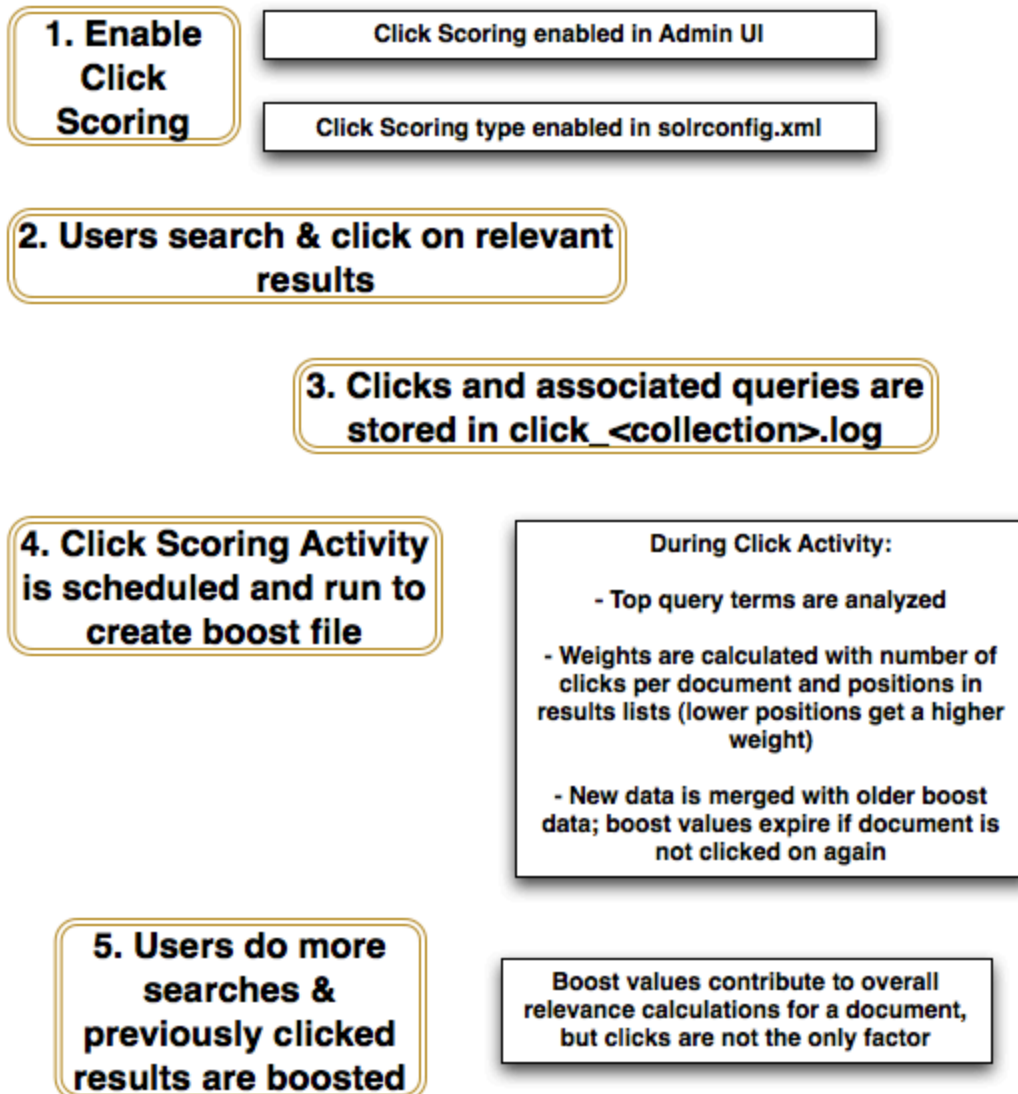 1. Enable
Click
Scoring
Click Scoring enabled in Admin UI
Click Scoring type enabled in solrconfig.xml
2. Users search & click on relevant
results
3. Clicks and associated queries are
stored in click_<collection>.log
4. Click Scoring Activity
is scheduled and run to
create boost file
During Click Activity:
- Top query terms are analyzed
- Weights are calculated with number of
clicks per document and positions in
results lists (lower positions get a higher
weight)
- New data is merged with older boost
data; boost values expire if document is
not clicked on again
5. Users do more
searches &
previously clicked
results are boosted
Boost values contribute to overall
relevance calculations for a document,
but clicks are not the only factor